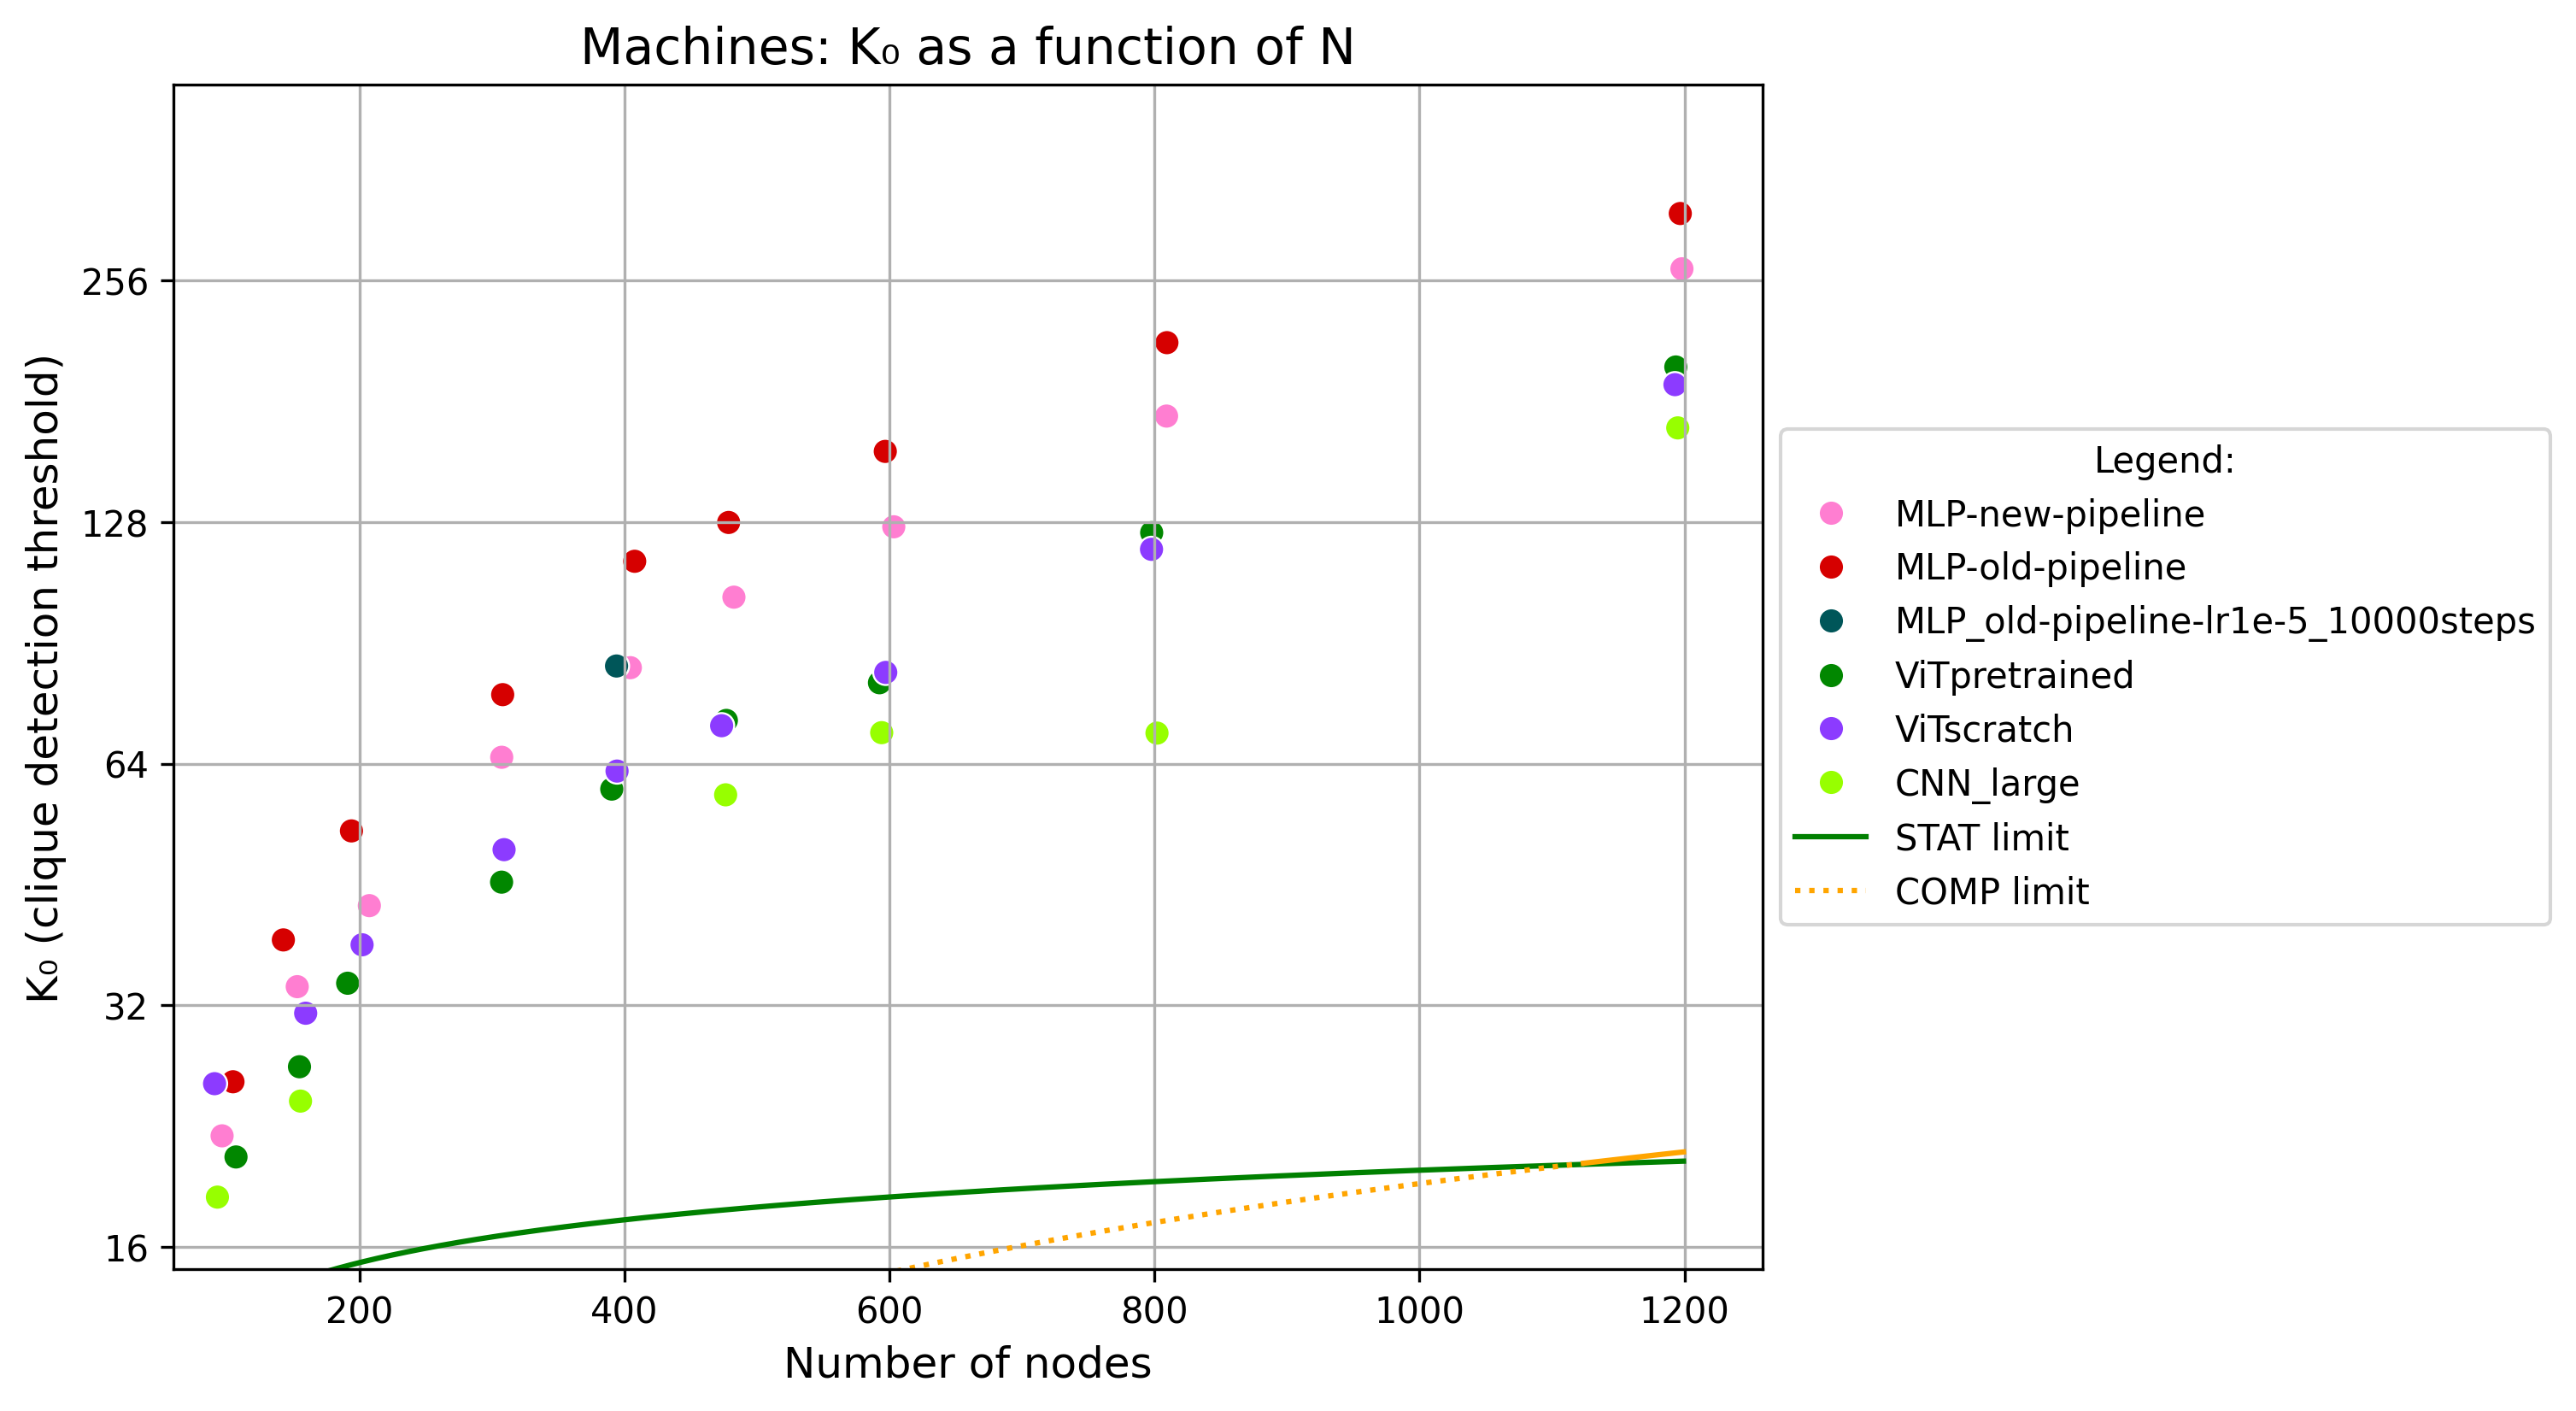 Machines: K₀ as a function of N
K₀ (clique detection threshold)
256
128
64
32
16
200 400 600 800 1000 1200
Number of nodes
Legend:
MLP-new-pipeline
MLP-old-pipeline
MLP_old-pipeline-lr1e-5_10000steps
ViTpretrained
ViTscratch
CNN_large
STAT limit
COMP limit